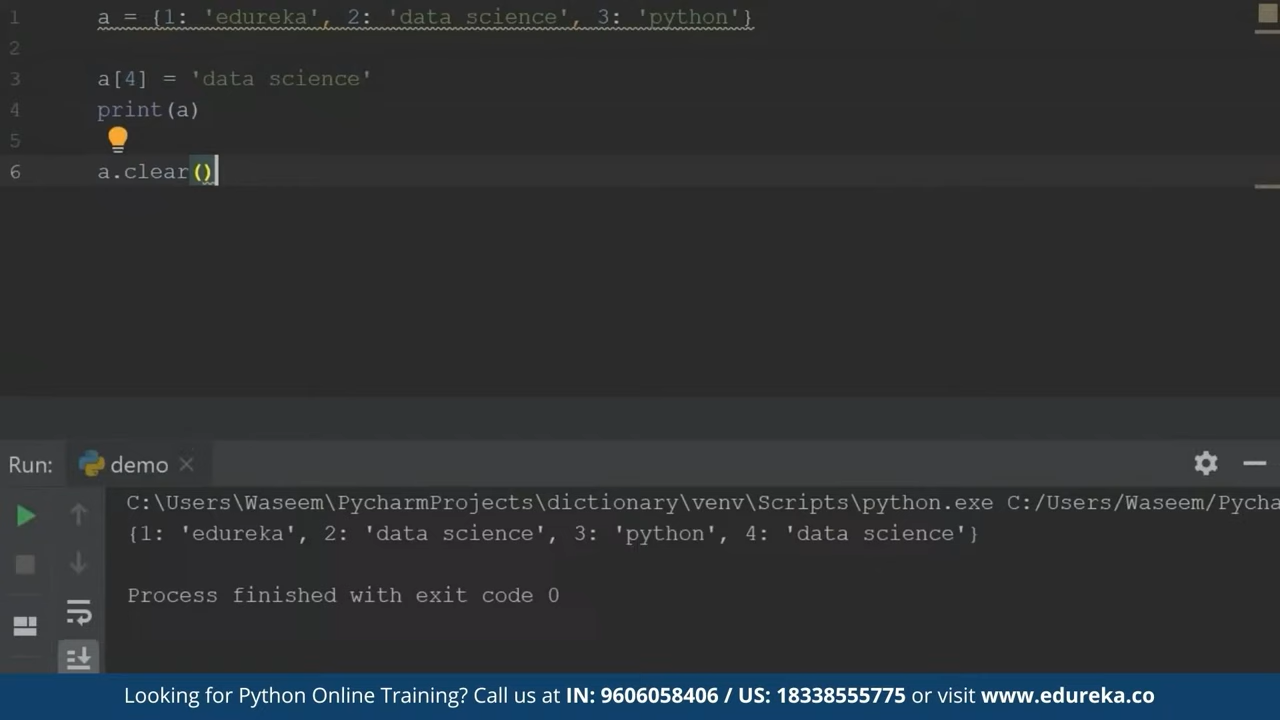 1 a = {1: 'edureka', 2: 'data science', 3: 'python'}
2
3 a[4] = 'data science'
4 print(a)
5
6 a.clear()
Run: demo
C:\Users\Waseem\PycharmProjects\dictionary\venv\Scripts\python.exe C:/Users/Waseem/Pycha
{1: 'edureka', 2: 'data science', 3: 'python', 4: 'data science'}
Process finished with exit code 0
Looking for Python Online Training? Call us at IN: 9606058406 / US: 18338555775 or visit www.edureka.co